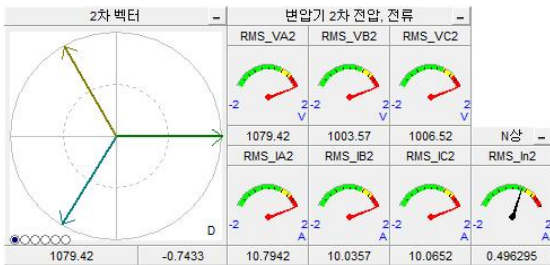 2차 벡터 –
변압기 2차 전압, 전류 –
RMS_VA2 RMS_VB2 RMS_VC2
-2 2 -2 2 -2 2
V V V
1079.42 1003.57 1006.52 N상 –
RMS_IA2 RMS_IB2 RMS_IC2 RMS_In2
-2 2 -2 2 -2 2 -2 2
A A A A
D
1079.42 -0.7433 10.7942 10.0357 10.0652 0.496295